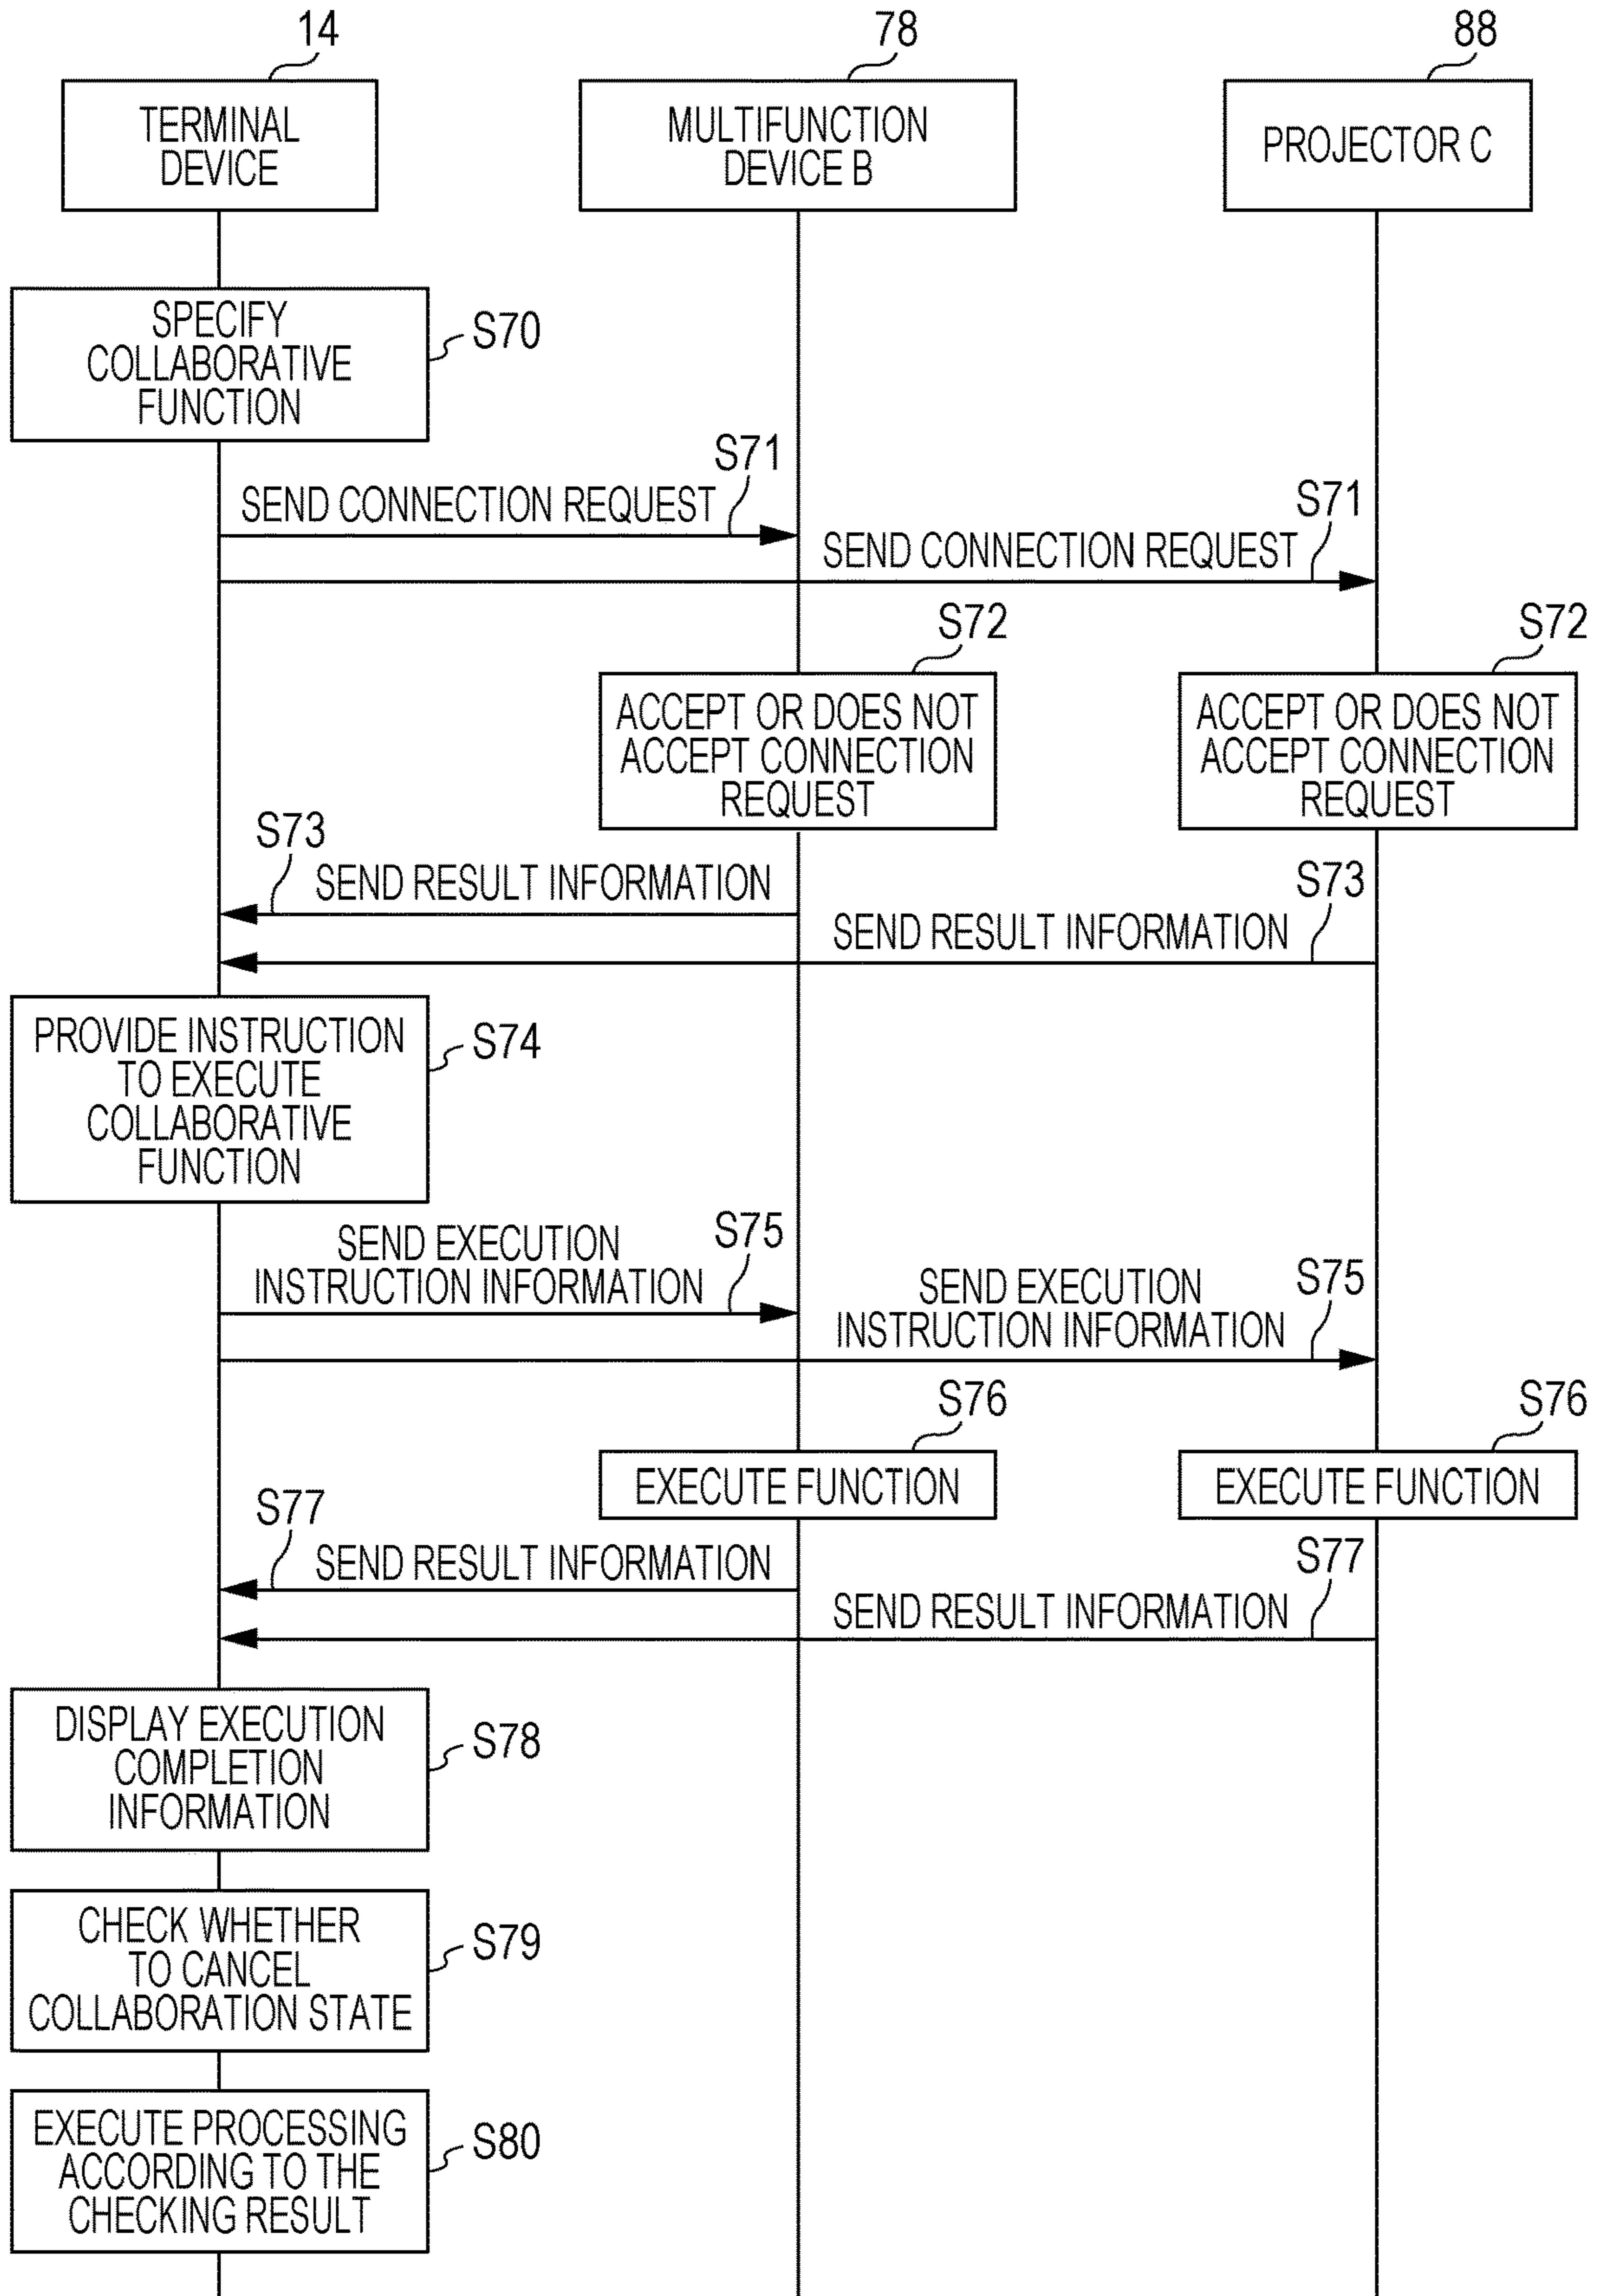 14
78
88
TERMINAL
DEVICE
MULTIFUNCTION
DEVICE B
PROJECTOR C
SPECIFY
COLLABORATIVE
FUNCTION
S70
S71
SEND CONNECTION REQUEST
S71
SEND CONNECTION REQUEST
S72
ACCEPT OR DOES NOT
ACCEPT CONNECTION
REQUEST
S72
ACCEPT OR DOES NOT
ACCEPT CONNECTION
REQUEST
S73
SEND RESULT INFORMATION
S73
SEND RESULT INFORMATION
PROVIDE INSTRUCTION
TO EXECUTE
COLLABORATIVE
FUNCTION
S74
S75
SEND EXECUTION
INSTRUCTION INFORMATION
S75
SEND EXECUTION
INSTRUCTION INFORMATION
S76
EXECUTE FUNCTION
S76
EXECUTE FUNCTION
S77
SEND RESULT INFORMATION
S77
SEND RESULT INFORMATION
DISPLAY EXECUTION
COMPLETION
INFORMATION
S78
CHECK WHETHER
TO CANCEL
COLLABORATION STATE
S79
EXECUTE PROCESSING
ACCORDING TO THE
CHECKING RESULT
S80